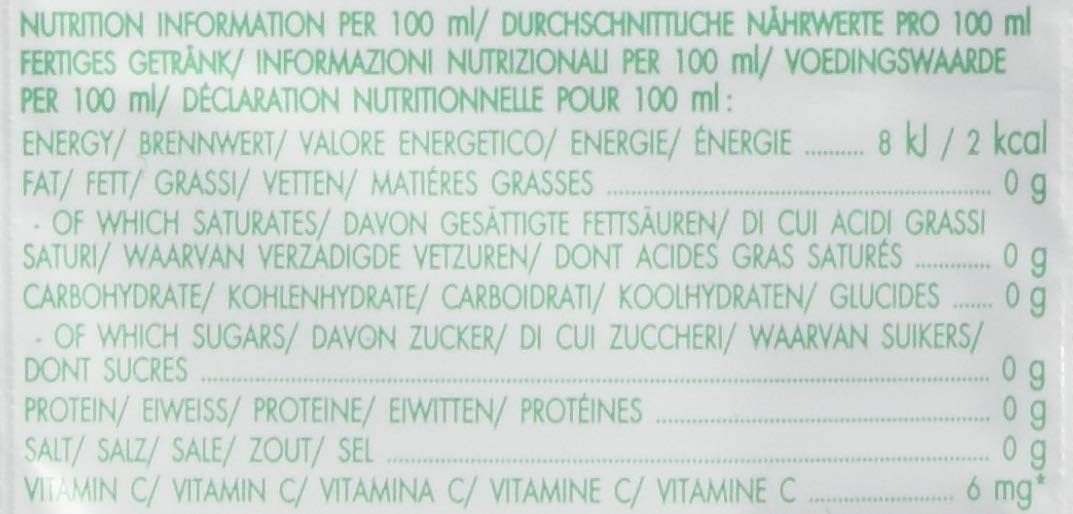 NUTRITION INFORMATION PER 100 ml/ DURCHSCHNITTLICHE NÄHRWERTE PRO 100 ml
FERTIGES GETRÄNK/ INFORMAZIONI NUTRIZIONALI PER 100 ml/ VOEDINGSWAARDE
PER 100 ml/ DÉCLARATION NUTRITIONNELLE POUR 100 ml :
ENERGY/ BRENNWERT/ VALORE ENERGETICO/ ENERGIE/ ÉNERGIE ........... 8 kJ / 2 kcal
FAT/ FETT/ GRASSI/ VETTEN/ MATIÉRES GRASSES ........... 0 g
- OF WHICH SATURATES/ DAVON GESÄTTIGTE FETTSÄUREN/ DI CUI ACIDI GRASSI
SATURI/ WAARVAN VERZADIGDE VETZUREN/ DONT ACIDES GRAS SATURÉS ........... 0 g
CARBOHYDRATE/ KOHLENHYDRATE/ CARBOIDRATI/ KOOLHYDRATEN/ GLUCIDES ....... 0 g
- OF WHICH SUGARS/ DAVON ZUCKER/ DI CUI ZUCCHERI/ WAARVAN SUIKERS/
DONT SUCRES ........... 0 g
PROTEIN/ EIWEISS/ PROTEINE/ EIWITTEN/ PROTÉINES ........... 0 g
SALT/ SALZ/ SALE/ ZOUT/ SEL ........... 0 g
VITAMIN C/ VITAMIN C/ VITAMINA C/ VITAMINE C/ VITAMINE C ........... 6 mg*